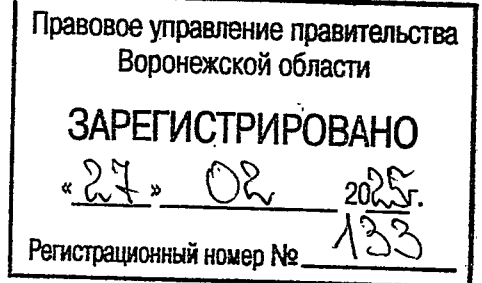 Правовое управление правительства
Воронежской области
ЗАРЕГИСТРИРОВАНО
«27» 02 2025г.
Регистрационный номер № 133